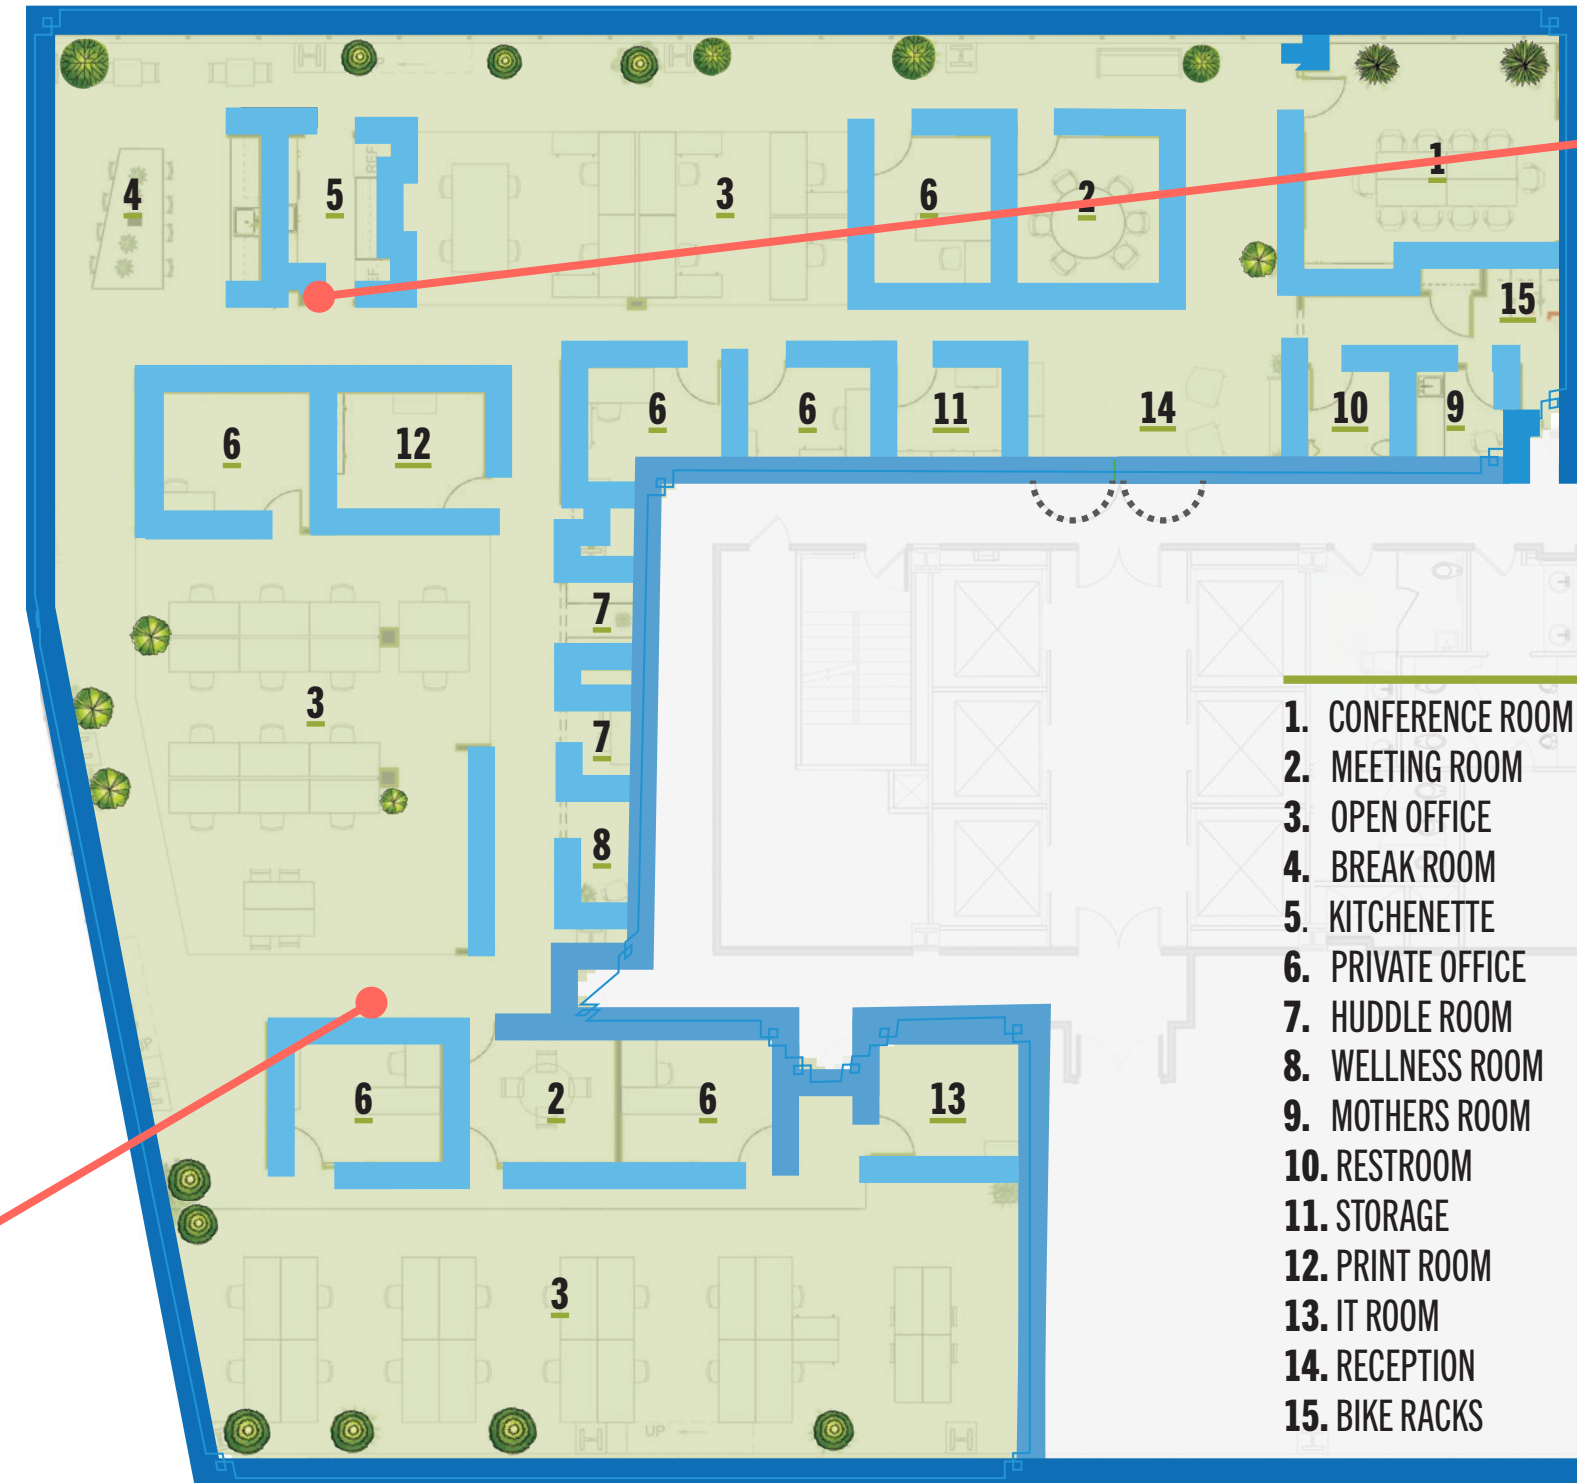 4
5
3
6
2
1
15
6
12
6
6
11
14
10
9
7
3
7
8
6
2
6
13
3
UP
REF
REF
1. CONFERENCE ROOM
2. MEETING ROOM
3. OPEN OFFICE
4. BREAK ROOM
5. KITCHENETTE
6. PRIVATE OFFICE
7. HUDDLE ROOM
8. WELLNESS ROOM
9. MOTHERS ROOM
10. RESTROOM
11. STORAGE
12. PRINT ROOM
13. IT ROOM
14. RECEPTION
15. BIKE RACKS